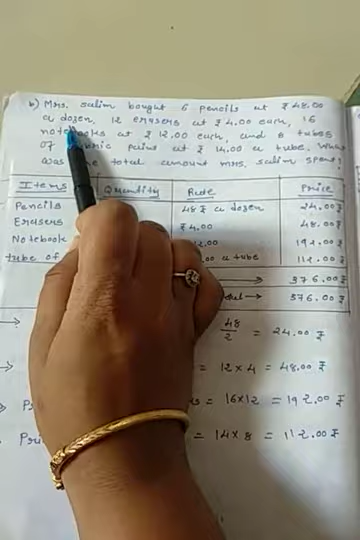 b) Mrs. Salim bought 6 pencils at ₹48.00
a dozen, 12 erasers at ₹4.00 each, 16
notebooks at ₹12.00 each, and 8 tubes
of fabric paint at ₹14.00 a tube. What
was the total amount mrs. salim spent?
Items Quantity Rate Price
Pencils 48₹ a dozen 24.00₹
Erasers ₹4.00 48.00₹
Notebook 12.00 192.00₹
tube of .00 a tube 112.00₹
→ 376.00₹
→ 376.00₹
→ 48/2 = 24.00₹
= 12×4 = 48.00₹
= 16×12 = 192.00₹
= 14×8 = 112.00₹